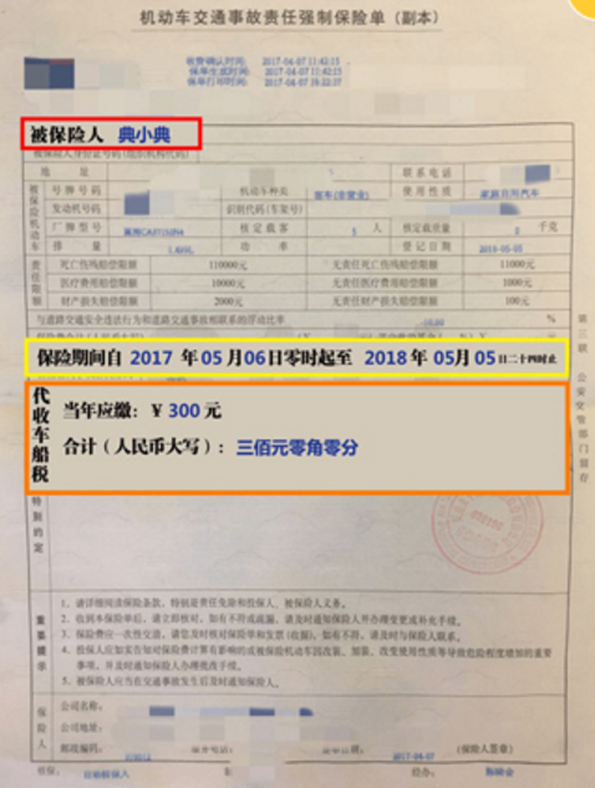 机动车交通事故责任强制保险单（副本）
收费确认时间: 2017-04-07 11:42:15
保单生成时间: 2017-04-07 11:42:15
保单打印时间: 2017-04-07 19:22:37
被保险人 典小典
被保险人身份证号码(组织机构代码)
地 址 联系电话
被保险机动车
号牌号码 机动车种类 客车(非营业) 使用性质 家庭自用汽车
发动机号码 识别代码(车架号)
厂牌型号 核定载客 5 人 核定载质量 0 千克
排 量 功 率 登记日期 2016-05-05
责任限额
死亡伤残赔偿限额 110000元 无责任死亡伤残赔偿限额 11000元
医疗费用赔偿限额 10000元 无责任医疗费用赔偿限额 1000元
财产损失赔偿限额 2000元 无责任财产损失赔偿限额 100元
与道路交通安全违法行为和道路交通事故相联系的浮动比率 %
保险期间自 2017 年 05 月 06 日零时起至 2018 年 05 月 05 日二十四时止
代收车船税
当年应缴: ￥300 元
合计（人民币大写）: 三佰元零角零分
特别约定
重要提示
1、请详细阅读保险条款，特别是责任免除和投保人、被保险人义务。
2、收到本保险单后，请立即核对，如有不符或疏漏，请及时通知保险人并办理变更或补充手续。
3、保险费应一次性交清，请您及时核对保险单和发票(收据)，如有不符，请及时与保险人联系。
4、投保人应如实告知对保险费计算有影响的或被保险机动车因改装、加装、改变使用性质等导致危险程度增加的重要
事项，并及时通知保险人办理批改手续。
5、被保险人应当在交通事故发生后及时通知保险人。
保险人
公司名称:
公司地址:
邮政编码: 服务电话: 2017-04-07 (保险人签章)
核保: 自动核保人 制 经办:
第三联 公安交管部门留存